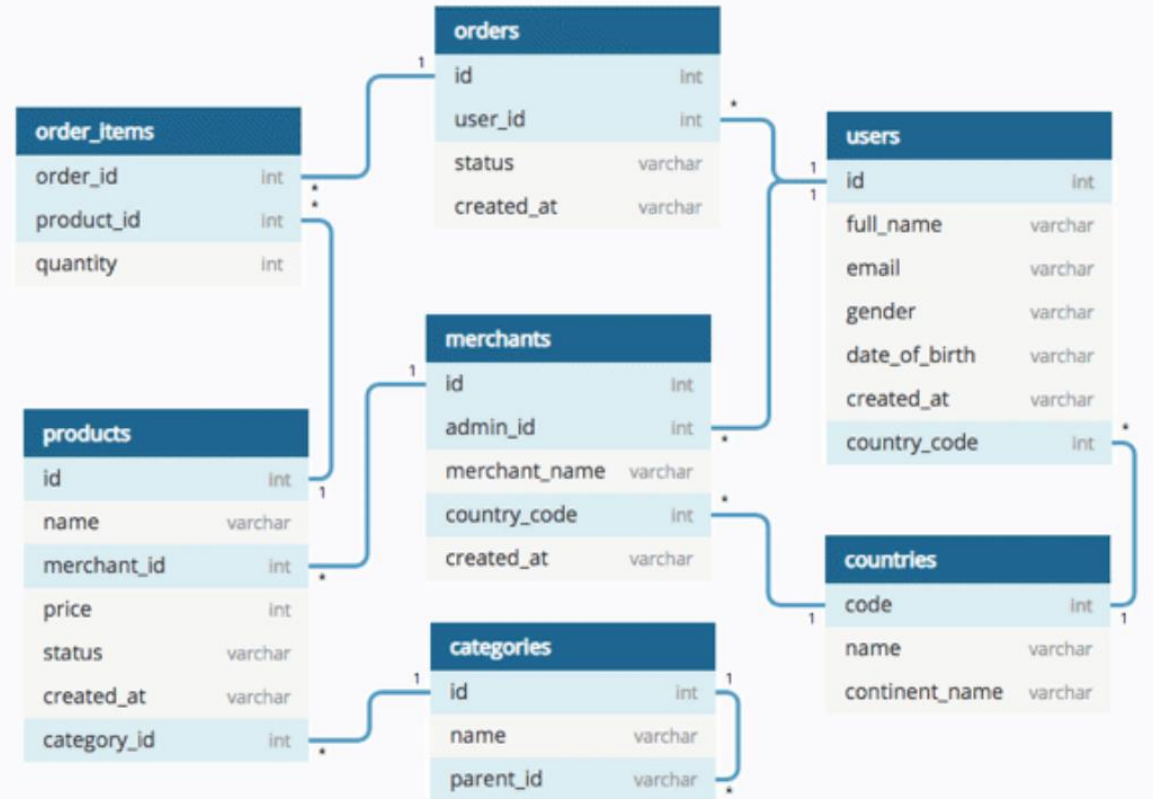 orders
id int
user_id int
status varchar
created_at varchar
1
*
order_items
order_id int
product_id int
quantity int
*
*
users
id int
full_name varchar
email varchar
gender varchar
date_of_birth varchar
created_at varchar
country_code int
1
1
*
merchants
id int
admin_id int
merchant_name varchar
country_code int
created_at varchar
1
*
*
products
id int
name varchar
merchant_id int
price int
status varchar
created_at varchar
category_id int
1
*
*
countries
code int
name varchar
continent_name varchar
1
1
categories
id int
name varchar
parent_id varchar
1
1
*